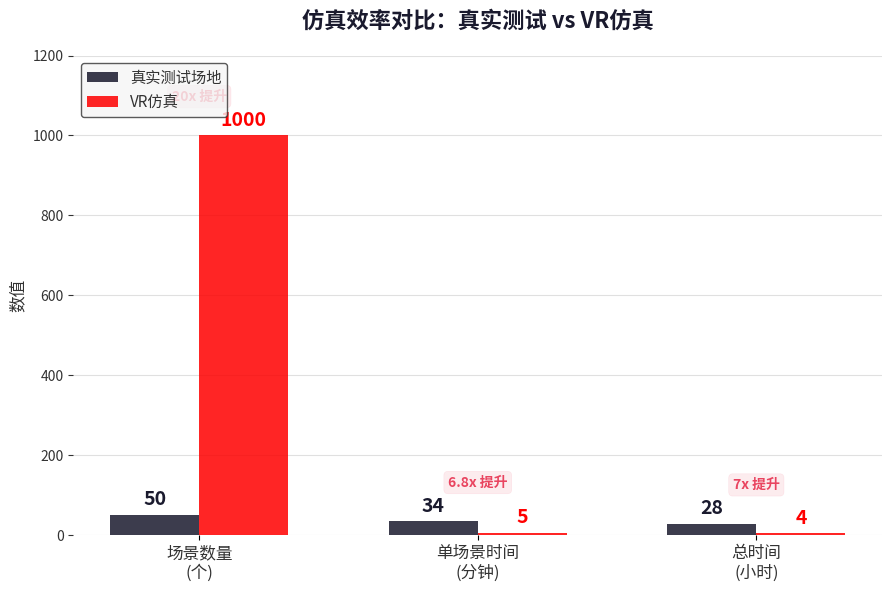 仿真效率对比：真实测试 vs VR仿真
1200
1000
800
600
400
200
0
数值
真实测试场地
VR仿真
20x 提升
1000
50
6.8x 提升
34
5
7x 提升
28
4
场景数量
(个)
单场景时间
(分钟)
总时间
(小时)